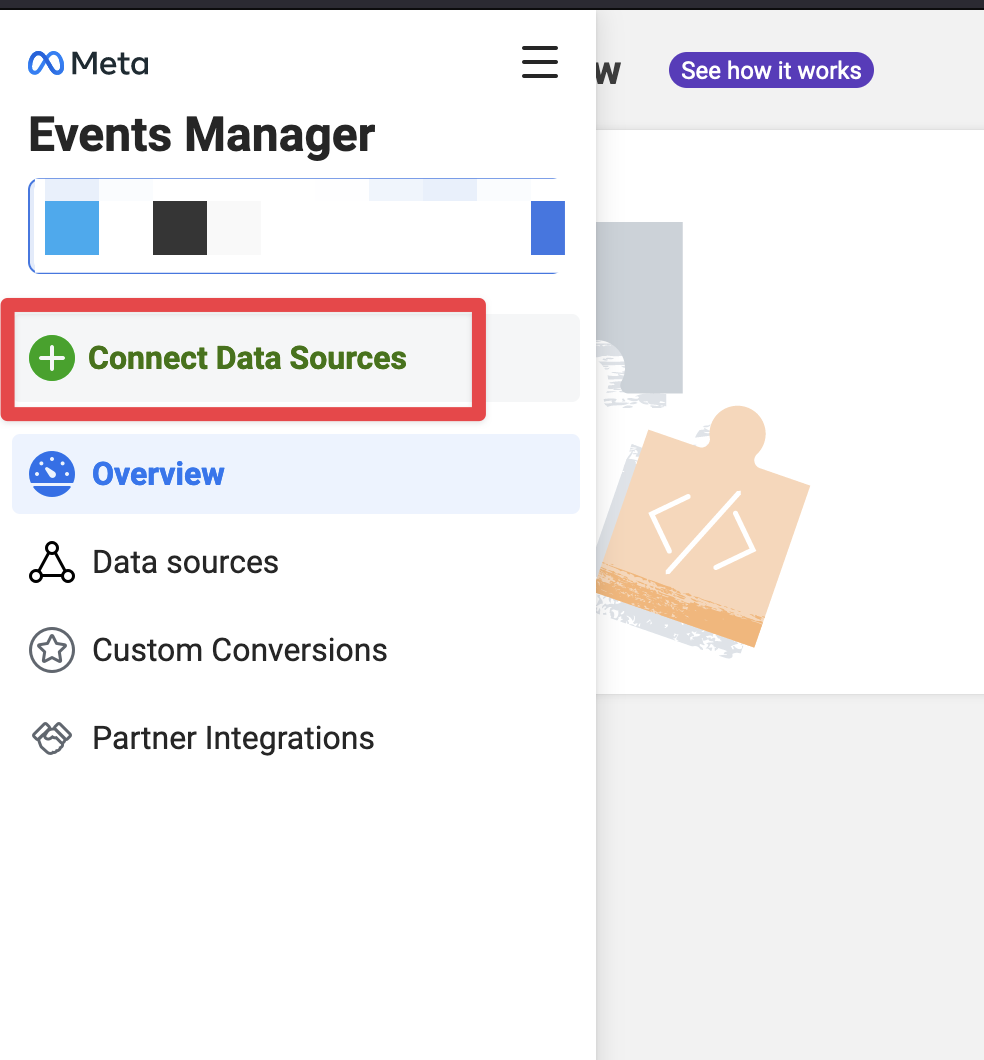 Meta
Events Manager
See how it works
Connect Data Sources
Overview
Data sources
Custom Conversions
Partner Integrations